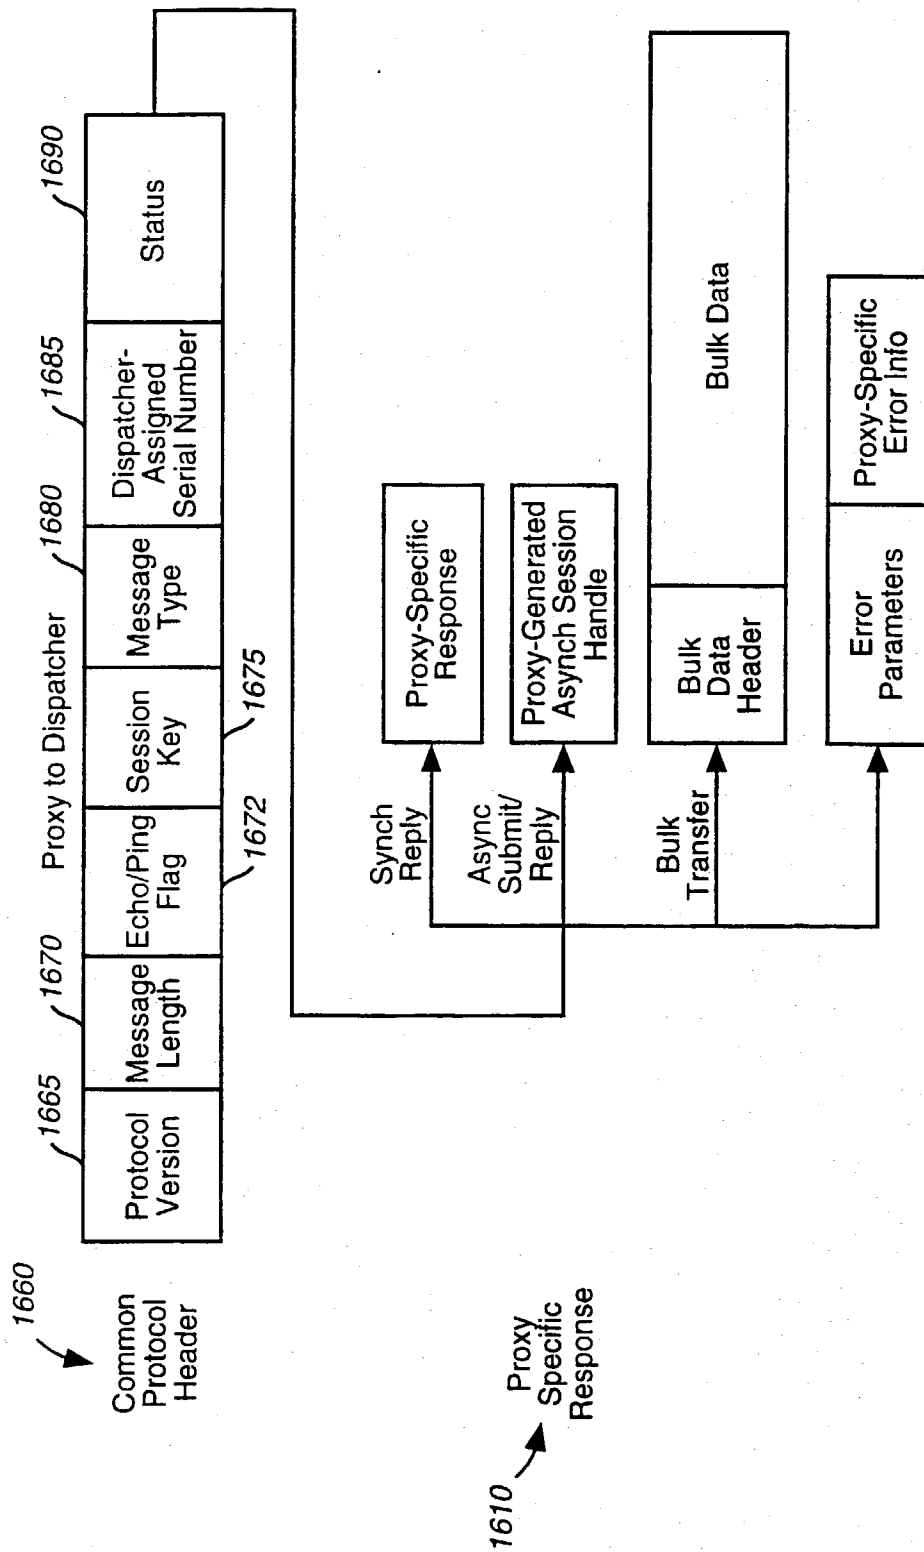 Proxy to Dispatcher
1660
Common
Protocol
Header
1665
Protocol
Version
1670
Message
Length
Echo/Ping
Flag
1672
Session
Key
1675
1680
Message
Type
1685
Dispatcher-
Assigned
Serial Number
1690
Status
1610
Proxy
Specific
Response
Synch
Reply
Proxy-Specific
Response
Async
Submit/
Reply
Proxy-Generated
Asynch Session
Handle
Bulk
Transfer
Bulk
Data
Header
Bulk Data
Error
Parameters
Proxy-Specific
Error Info